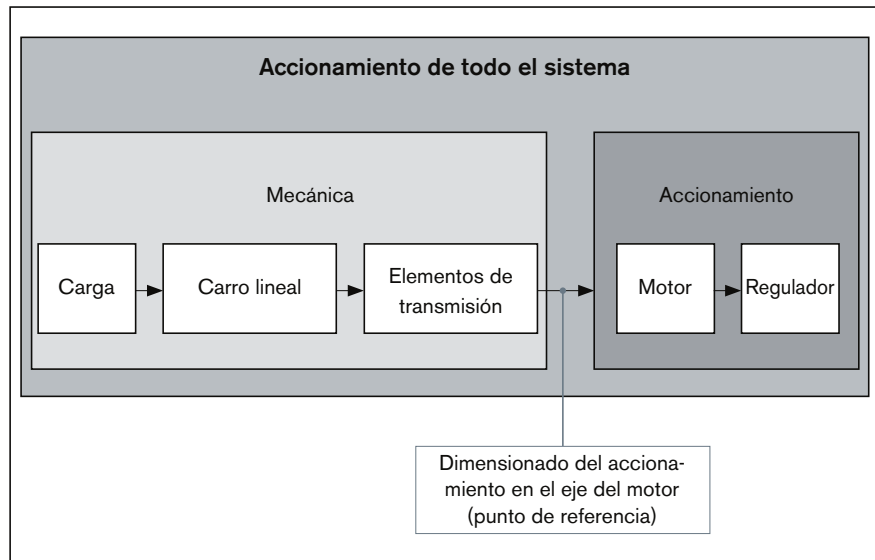 Accionamiento de todo el sistema
Mecánica
Accionamiento
Carga
Carro lineal
Elementos de
transmisión
Motor
Regulador
Dimensionado del acciona-
miento en el eje del motor
(punto de referencia)